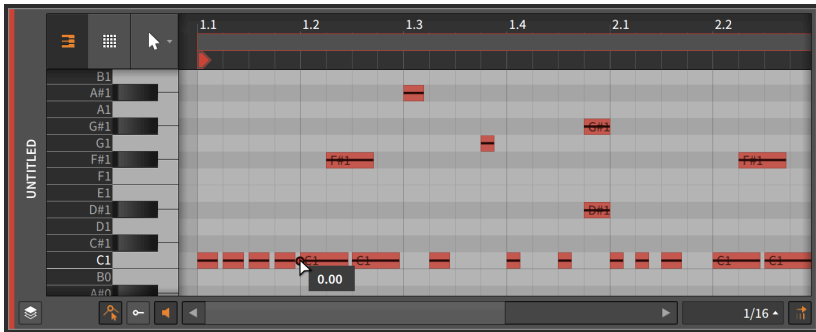 1.1 1.2 1.3 1.4 2.1 2.2
B1
A#1
A1
G#1 G#1
G1
F#1 F#1 F#1
F1
E1
D#1 D#1
D1
C#1
C1 C1 C1 C1 C1
B0
0.00
A#0
UNTITLED
1/16